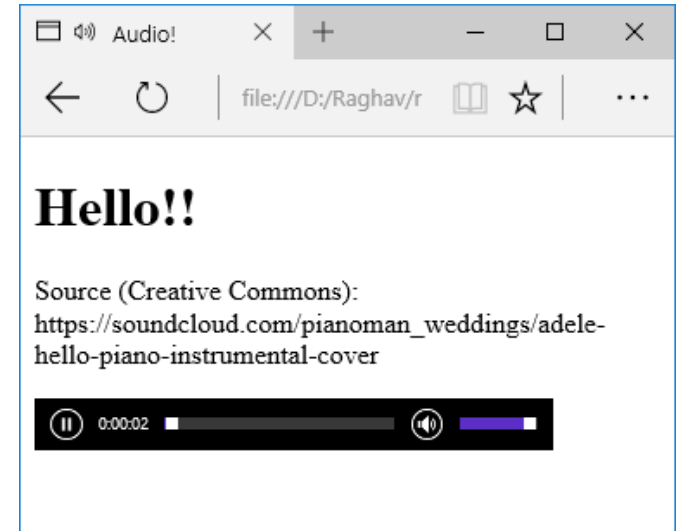 Audio!
file:///D:/Raghav/r
Hello!!
Source (Creative Commons):
https://soundcloud.com/pianoman_weddings/adele-
hello-piano-instrumental-cover
0:00:02